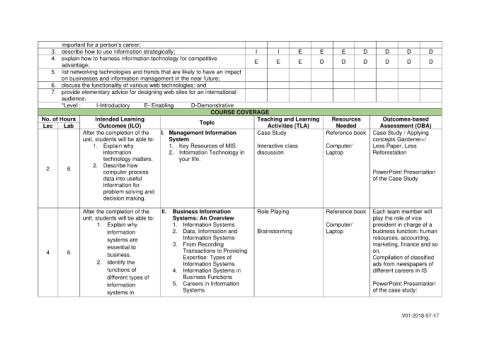 important for a person's career;
3. describe how to use information strategically; I I E E E D D D D
4. explain how to harness information technology for competitive advantage; E E E D D D D D D
5. list networking technologies and trends that are likely to have an impact on businesses and information management in the near future;
6. discuss the functionality of various web technologies; and
7. provide elementary advice for designing web sites for an international audience.
*Level : I-Introductory E- Enabling D-Demonstrative
COURSE COVERAGE
No. of Hours
Lec Lab
Intended Learning Outcomes (ILO)
Topic
Teaching and Learning Activities (TLA)
Resources Needed
Outcomes-based Assessment (OBA)
2 6
After the completion of the
unit, students will be able to:
1. Explain why
information
technology matters.
2. Describe how
computer process
data into useful
information for
problem solving and
decision making.
I. Management Information
System
1. Key Resources of MIS
2. Information Technology in
your life.
Case Study
Interactive class
discussion
Reference book
Computer/
Laptop
Case Study / Applying
concepts Gardener+/
Less Paper, Less
Reforestation
PowerPoint Presentation
of the Case Study
4 6
After the completion of the
unit, students will be able to:
1. Explain why
information
systems are
essential to
business.
2. Identify the
functions of
different types of
information
systems in
II. Business Information
Systems: An Overview
1. Information Systems
2. Data, Information and
Information Systems
3. From Recording
Transactions to Providing
Expertise: Types of
Information Systems
4. Information Systems in
Business Functions
5. Careers in Information
Systems
Role Playing
Brainstorming
Reference book
Computer/
Laptop
Each team member will
play the role of vice
president in charge of a
business function: human
resources, accounting,
marketing, finance and so
on.
Compilation of classified
ads from newspapers of
different careers in IS
PowerPoint Presentation
of the case study:
V01-2018-07-17